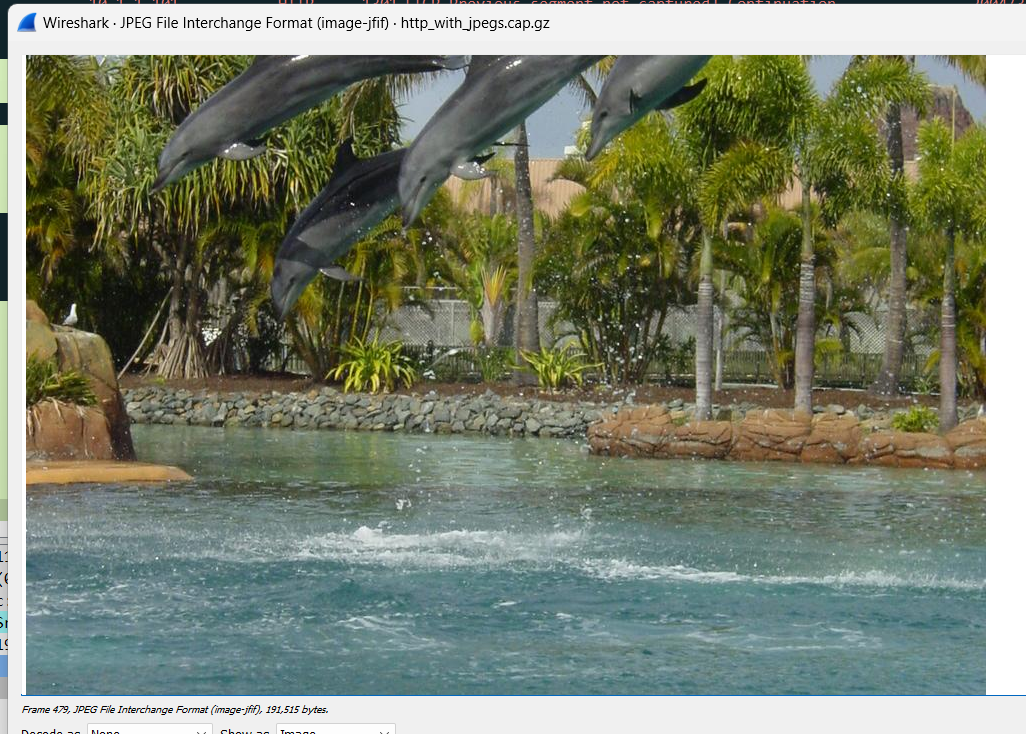 Wireshark · JPEG File Interchange Format (image-jfif) · http_with_jpegs.cap.gz
Frame 479, JPEG File Interchange Format (image-jfif), 191,515 bytes.
Decode as None Show as Image